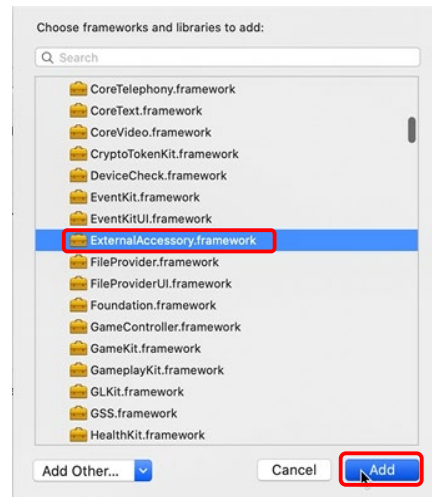 Choose frameworks and libraries to add:
Search
CoreTelephony.framework
CoreText.framework
CoreVideo.framework
CryptoTokenKit.framework
DeviceCheck.framework
EventKit.framework
EventKitUI.framework
ExternalAccessory.framework
FileProvider.framework
FileProviderUI.framework
Foundation.framework
GameController.framework
GameKit.framework
GameplayKit.framework
GLKit.framework
GSS.framework
HealthKit.framework
Add Other... Cancel Add